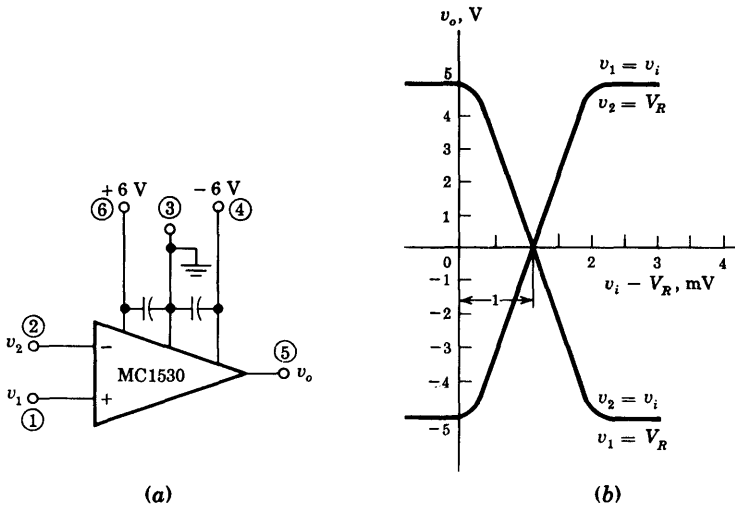 + 6 V
⑥
③
− 6 V
④
②
v₂
−
MC1530
⑤
v₀
v₁
+
①
(a)
vₒ, V
5
4
3
2
1
0
−1
−2
−3
−4
−5
2
3
4
1
vᵢ − V_R, mV
v₁ = vᵢ
v₂ = V_R
v₂ = vᵢ
v₁ = V_R
(b)